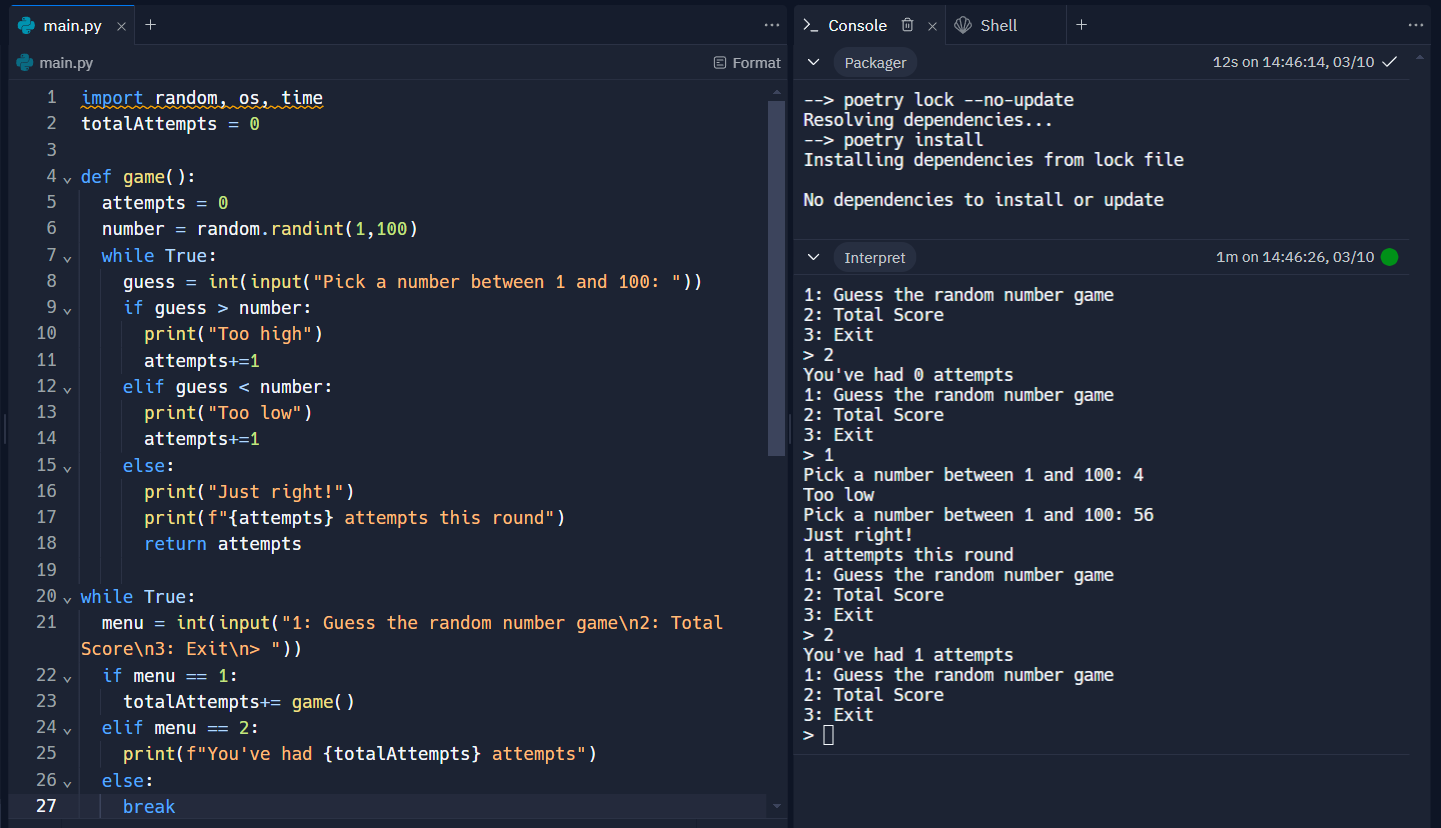 main.py
main.py
Format
1 import random, os, time
2 totalAttempts = 0
3
4 def game():
5   attempts = 0
6   number = random.randint(1,100)
7   while True:
8     guess = int(input("Pick a number between 1 and 100: "))
9     if guess > number:
10       print("Too high")
11       attempts+=1
12     elif guess < number:
13       print("Too low")
14       attempts+=1
15     else:
16       print("Just right!")
17       print(f"{attempts} attempts this round")
18       return attempts
19
20 while True:
21   menu = int(input("1: Guess the random number game\n2: Total
Score\n3: Exit\n> "))
22   if menu == 1:
23     totalAttempts+= game()
24   elif menu == 2:
25     print(f"You've had {totalAttempts} attempts")
26   else:
27     break
Console
Shell
Packager
12s on 14:46:14, 03/10
--> poetry lock --no-update
Resolving dependencies...
--> poetry install
Installing dependencies from lock file
No dependencies to install or update
Interpret
1m on 14:46:26, 03/10
1: Guess the random number game
2: Total Score
3: Exit
> 2
You've had 0 attempts
1: Guess the random number game
2: Total Score
3: Exit
> 1
Pick a number between 1 and 100: 4
Too low
Pick a number between 1 and 100: 56
Just right!
1 attempts this round
1: Guess the random number game
2: Total Score
3: Exit
> 2
You've had 1 attempts
1: Guess the random number game
2: Total Score
3: Exit
>